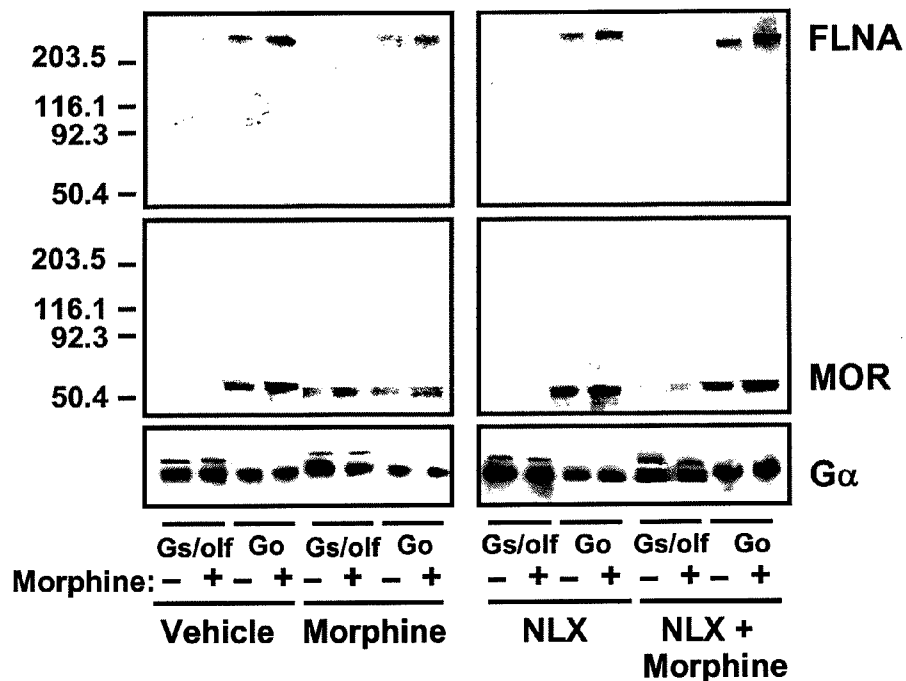 203.5 –
116.1 –
92.3 –
50.4 –
FLNA
203.5 –
116.1 –
92.3 –
50.4 –
MOR
Gα
Gs/olf Go Gs/olf Go Gs/olf Go Gs/olf Go
Morphine: – + – + – + – + – + – + – + – +
Vehicle Morphine NLX NLX +
Morphine